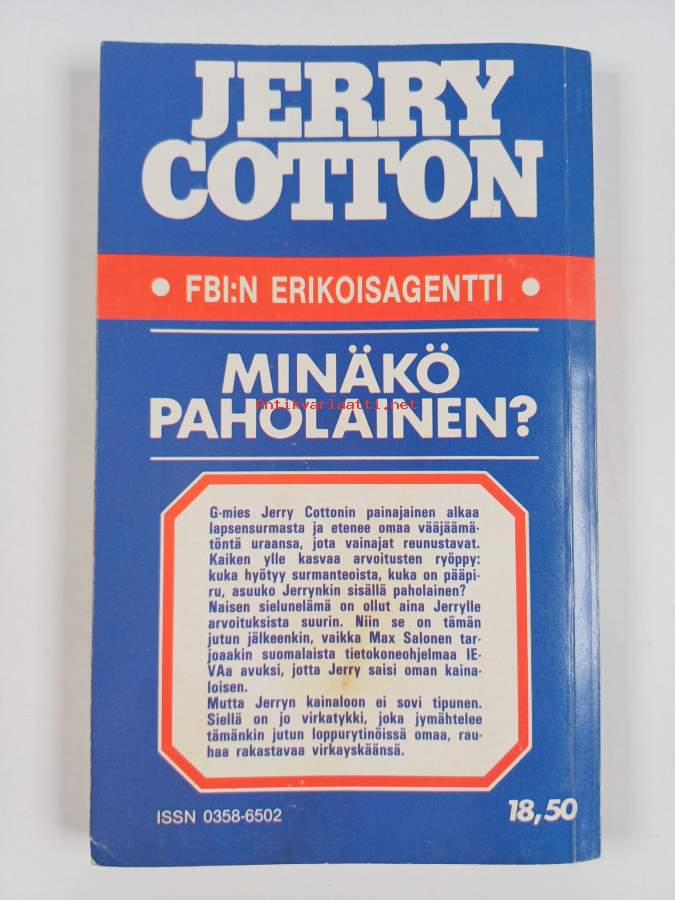 JERRY
COTTON
• FBI:N ERIKOISAGENTTI •
MINÄKÖ
Antikvariaatti.net
PAHOLAINEN?
G-mies Jerry Cottonin painajainen alkaa
lapsensurmasta ja etenee omaa vääjäämä-
töntä uraansa, jota vainajat reunustavat.
Kaiken ylle kasvaa arvoitusten ryöppy:
kuka hyötyy surmanteoista, kuka on pääpi-
ru, asuuko Jerrynkin sisällä paholainen?
Naisen sielunelämä on ollut aina Jerrylle
arvoituksista suurin. Niin se on tämän
jutun jälkeenkin, vaikka Max Salonen tar-
joaakin suomalaista tietokoneohjelmaa IE-
VAa avuksi, jotta Jerry saisi oman kaina-
loisen.
Mutta Jerryn kainaloon ei sovi tipunen.
Siellä on jo virkatykki, joka jymähtelee
tämänkin jutun loppurytinöissä omaa, rau-
haa rakastavaa virkayskäänsä.
ISSN 0358-6502
18,50